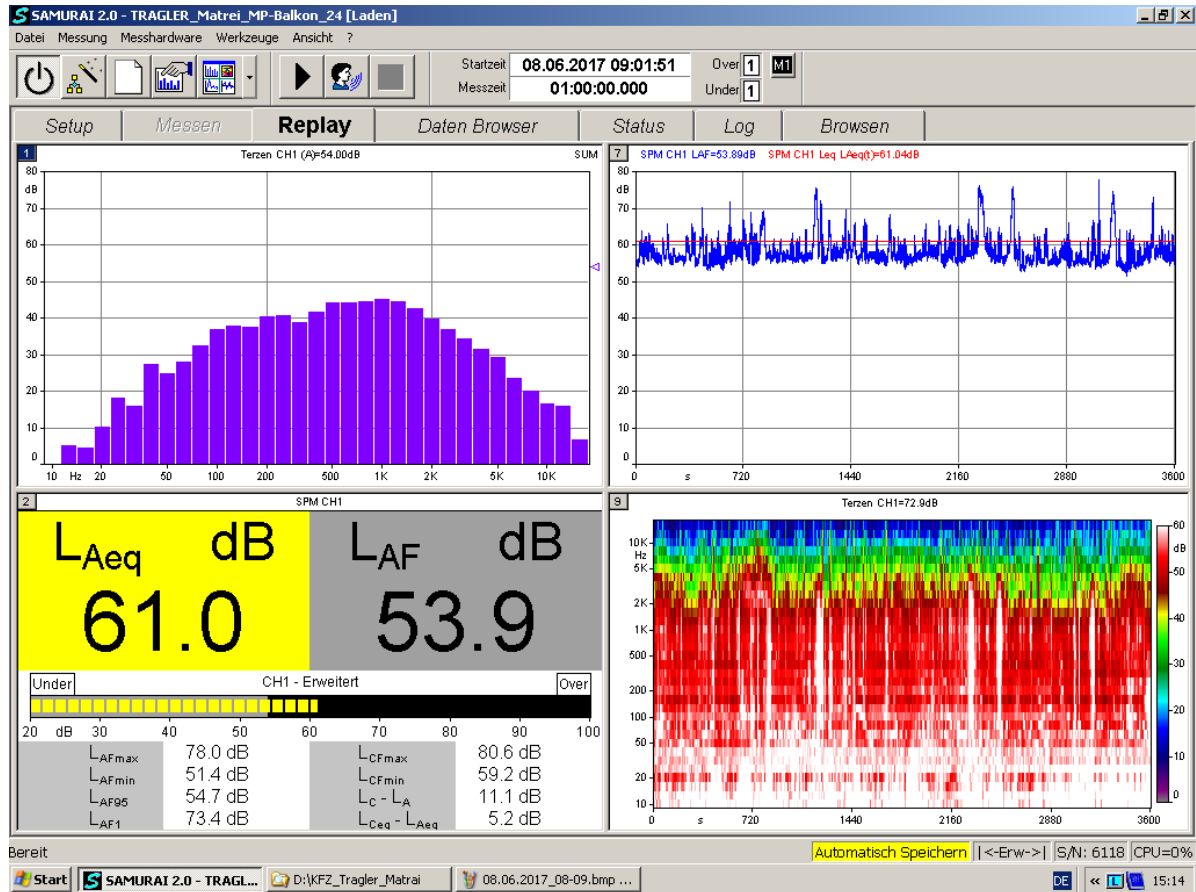 SAMURAI 2.0 - TRAGLER_Matrei_MP-Balkon_24 [Laden]
Datei Messung Messhardware Werkzeuge Ansicht ?
Startzeit 08.06.2017 09:01:51 Over 1 M1
Messzeit 01:00:00.000 Under 1
Setup Messen Replay Daten Browser Status Log Browsen
1 Terzen CH1 (A)=54.00dB SUM
80
dB
70
60
50
40
30
20
10
0
10 Hz 20 50 100 200 500 1K 2K 5K 10K
7 SPM CH1 LAF=53.89dB SPM CH1 Leq LAeq(t)=61.04dB
80
dB
70
60
50
40
30
20
10
0
0 s 720 1440 2160 2880 3600
2 SPM CH1
LAeq dB LAF dB
61.0 53.9
Under CH1 - Erweitert Over
20 dB 30 40 50 60 70 80 90 100
LAFmax 78.0 dB LCFmax 80.6 dB
LAFmin 51.4 dB LCFmin 59.2 dB
LAF95 54.7 dB LC - LA 11.1 dB
LAF1 73.4 dB LCeq - LAeq 5.2 dB
9 Terzen CH1=72.9dB
10K
Hz
5K
2K
1K
500
200
100
50
20
10
0 s 720 1440 2160 2880 3600
60
dB
50
40
30
20
10
0
Bereit Automatisch Speichern |<-Erw->| S/N: 6118 CPU=0%
Start SAMURAI 2.0 - TRAGL... D:\KFZ_Tragler_Matrai 08.06.2017_08-09.bmp ... DE « L 15:14